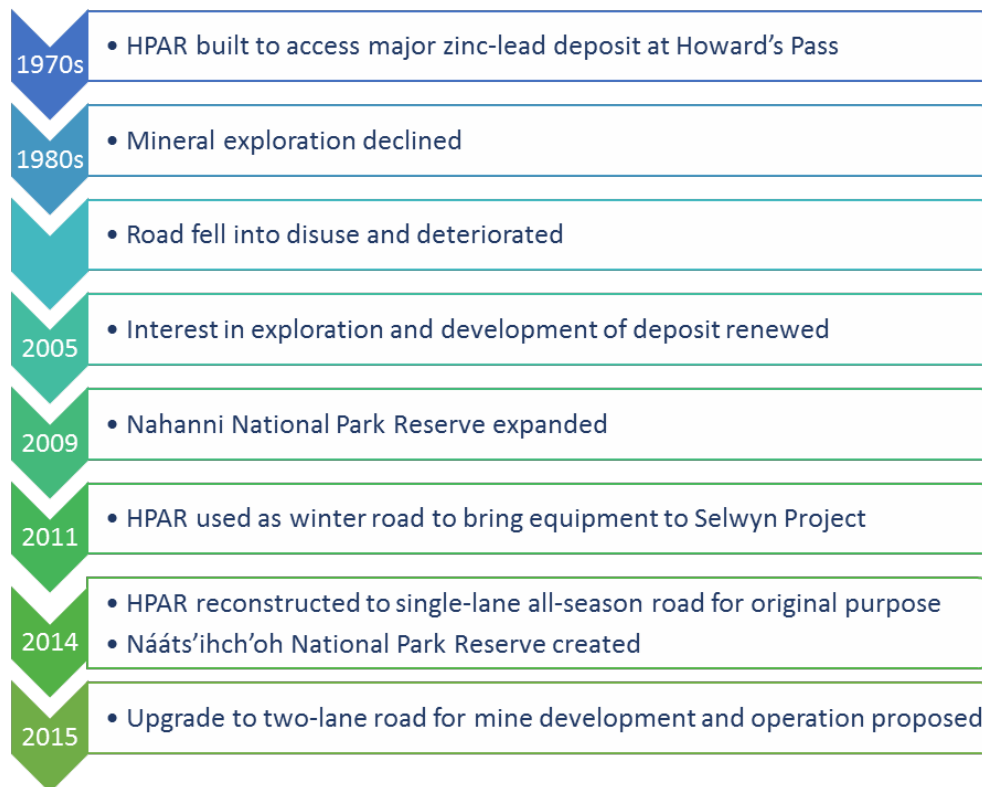 1970s
• HPAR built to access major zinc-lead deposit at Howard's Pass
1980s
• Mineral exploration declined
• Road fell into disuse and deteriorated
2005
• Interest in exploration and development of deposit renewed
2009
• Nahanni National Park Reserve expanded
2011
• HPAR used as winter road to bring equipment to Selwyn Project
2014
• HPAR reconstructed to single-lane all-season road for original purpose
• Nááts'ihch'oh National Park Reserve created
2015
• Upgrade to two-lane road for mine development and operation proposed